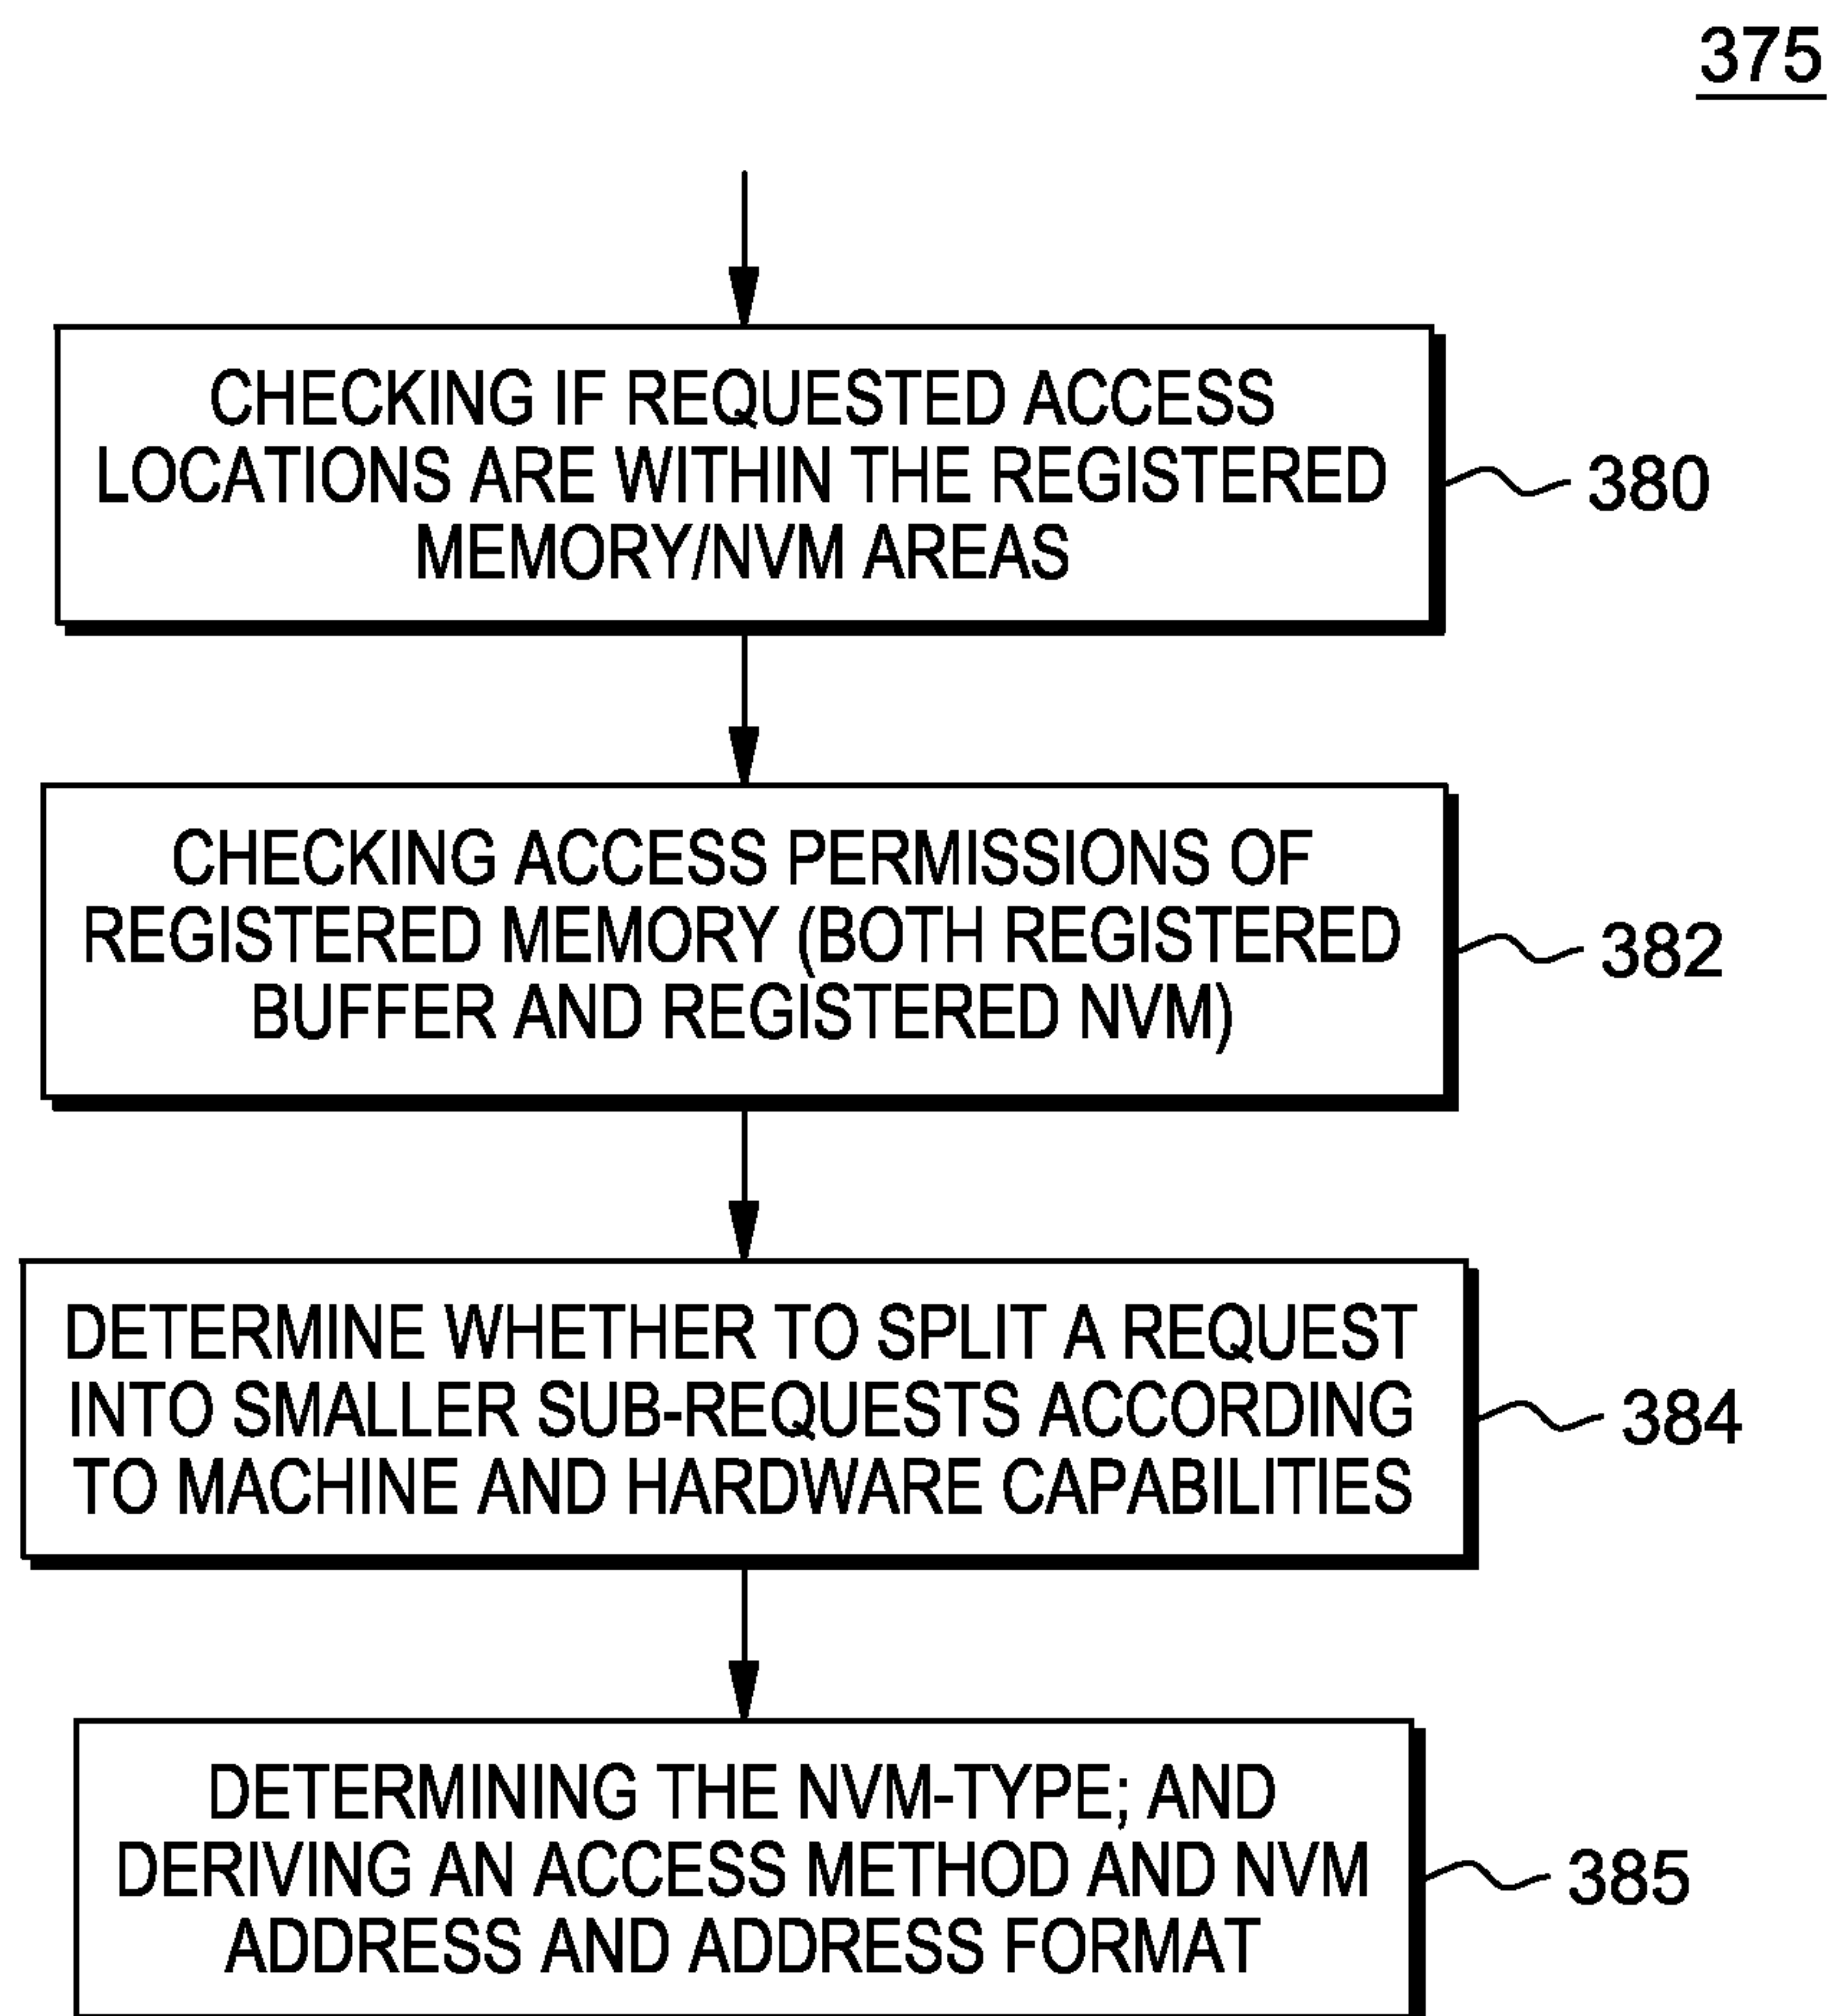 375
CHECKING IF REQUESTED ACCESS
LOCATIONS ARE WITHIN THE REGISTERED
MEMORY/NVM AREAS
380
CHECKING ACCESS PERMISSIONS OF
REGISTERED MEMORY (BOTH REGISTERED
BUFFER AND REGISTERED NVM)
382
DETERMINE WHETHER TO SPLIT A REQUEST
INTO SMALLER SUB-REQUESTS ACCORDING
TO MACHINE AND HARDWARE CAPABILITIES
384
DETERMINING THE NVM-TYPE; AND
DERIVING AN ACCESS METHOD AND NVM
ADDRESS AND ADDRESS FORMAT
385